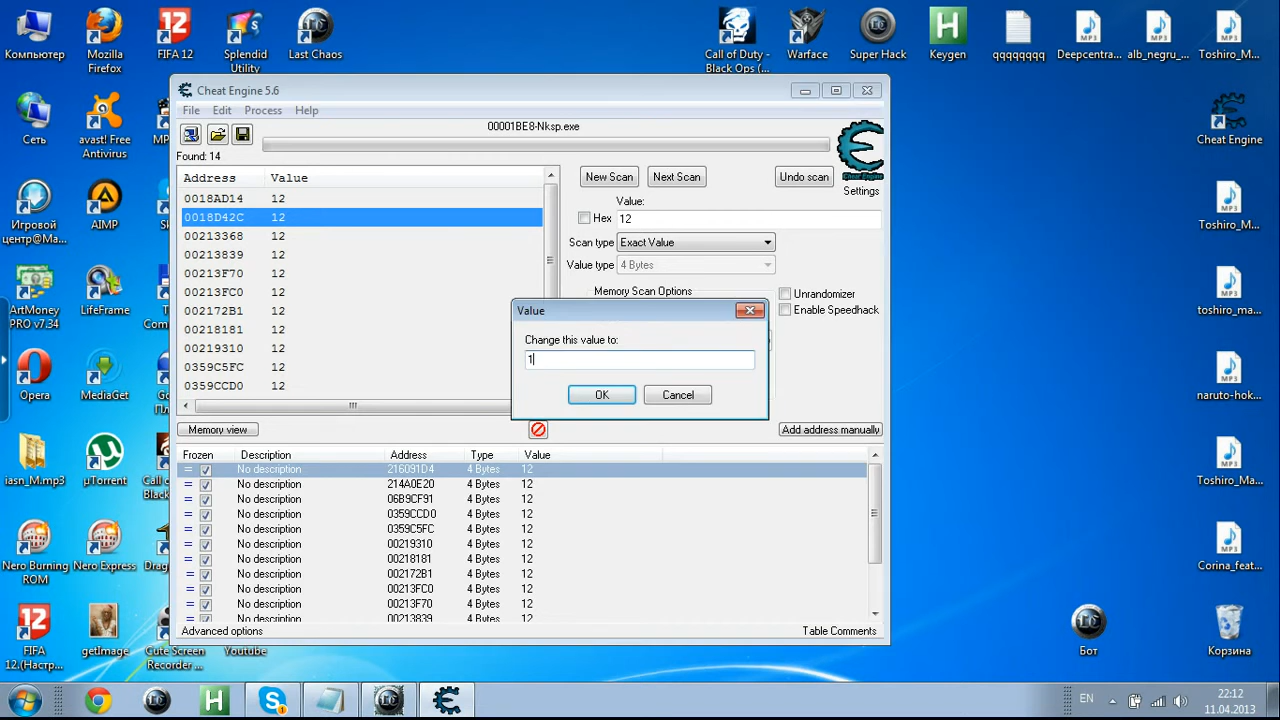 Компьютер
Mozilla
Firefox
FIFA 12
Splendid
Utility
Last Chaos
Call of Duty -
Black Ops (...
Warface
Super Hack
Keygen
qqqqqqqq
Deepcentra...
alb_negru_...
Toshiro_M...
Сеть
avast! Free
Antivirus
Игровой
центр@Ma...
AIMP
ArtMoney
PRO v7.34
LifeFrame
Opera
MediaGet
iasn_M.mp3
µTorrent
Nero Burning
ROM
Nero Express
FIFA
12.(Настр...
getImage
Cute Screen
Recorder ...
Youtube
Cheat Engine 5.6
File Edit Process Help
00001BE8-Nksp.exe
Found: 14
Address Value
0018AD14 12
0018D42C 12
00213368 12
00213839 12
00213F70 12
00213FC0 12
002172B1 12
00218181 12
00219310 12
0359C5FC 12
0359CCD0 12
New Scan Next Scan Undo scan
Cheat Engine
Settings
Value:
Hex 12
Scan type Exact Value
Value type 4 Bytes
Memory Scan Options
Unrandomizer
Enable Speedhack
Value
Change this value to:
1
OK Cancel
Memory view Add address manually
Frozen Description Address Type Value
No description 216091D4 4 Bytes 12
No description 214A0E20 4 Bytes 12
No description 06B9CF91 4 Bytes 12
No description 0359CCD0 4 Bytes 12
No description 0359C5FC 4 Bytes 12
No description 00219310 4 Bytes 12
No description 00218181 4 Bytes 12
No description 002172B1 4 Bytes 12
No description 00213FC0 4 Bytes 12
No description 00213F70 4 Bytes 12
No description 00213839 4 Bytes 12
Advanced options Table Comments
Cheat Engine
Toshiro_M...
toshiro_ma...
naruto-hok...
Toshiro_Ma...
Corina_feat...
Бот
Корзина
EN
22:12
11.04.2013